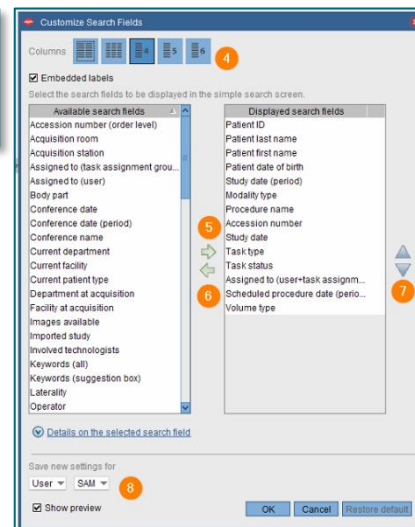 Customize Search Fields
Columns 4 5 6 4
Embedded labels
Select the search fields to be displayed in the simple search screen.
Available search fields
Accession number (order level)
Acquisition room
Acquisition station
Assigned to (task assignment grou...
Assigned to (user)
Body part
Conference date
Conference date (period)
Conference name
Current department
Current facility
Current patient type
Department at acquisition
Facility at acquisition
Images available
Imported study
Involved technologists
Keywords (all)
Keywords (suggestion box)
Laterality
Operator
5
6
Displayed search fields
Patient ID
Patient last name
Patient first name
Patient date of birth
Study date (period)
Modality type
Procedure name
Accession number
Study date
Task type
Task status
Assigned to (user+task assignm...
Scheduled procedure date (perio...
Volume type
7
Details on the selected search field
Save new settings for
User SAM 8
Show preview
OK Cancel Restore default